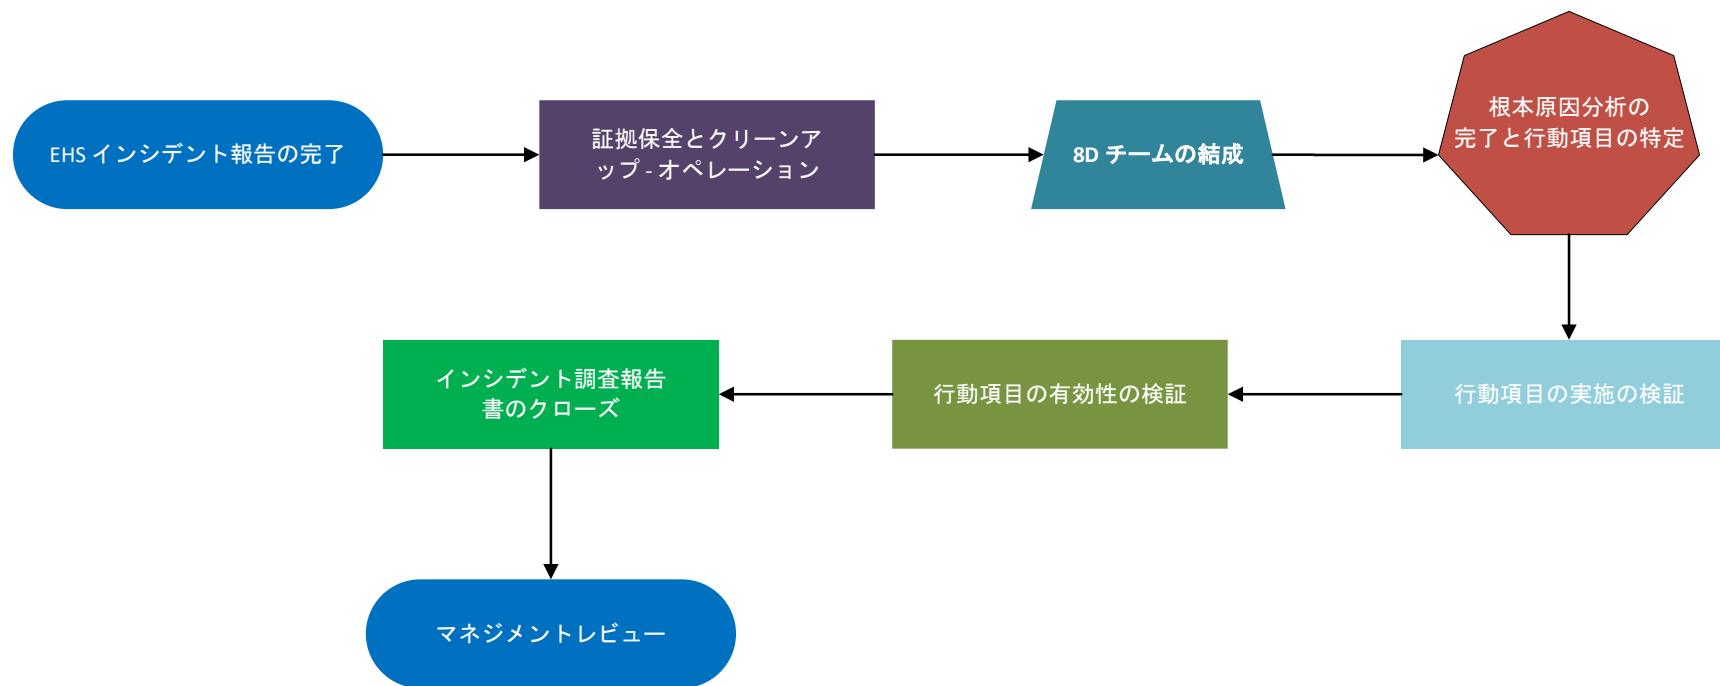 EHS インシデント報告の完了
証拠保全とクリーンア
ップ - オペレーション
8D チームの結成
根本原因分析の
完了と行動項目の特定
行動項目の実施の検証
行動項目の有効性の検証
インシデント調査報告
書のクローズ
マネジメントレビュー